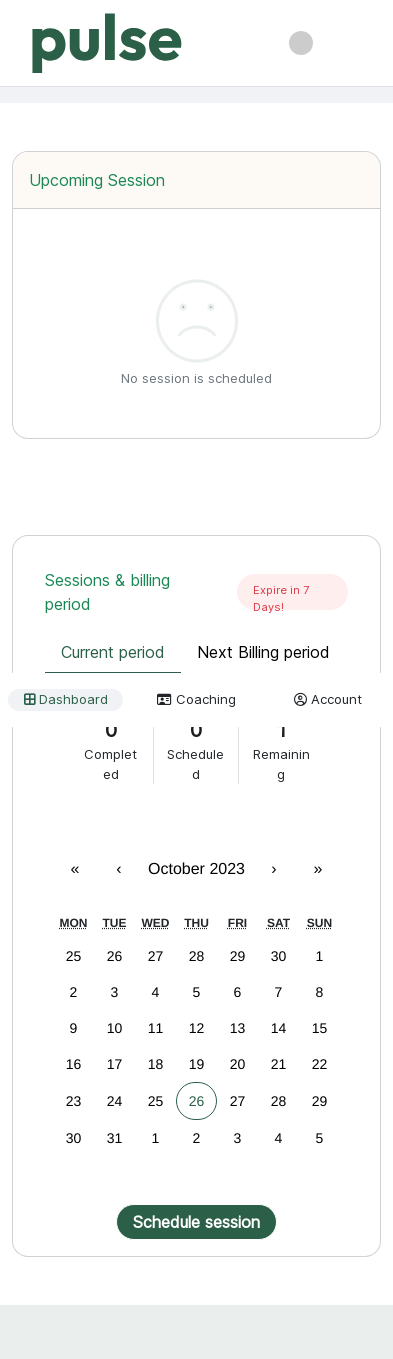 pulse
Upcoming Session
No session is scheduled
Sessions & billing
period
Expire in 7
Days!
Current period Next Billing period
Dashboard Coaching Account
0 0 1
Complet Schedule Remainin
ed d g
« ‹ October 2023 › »
MON TUE WED THU FRI SAT SUN
25 26 27 28 29 30 1
2 3 4 5 6 7 8
9 10 11 12 13 14 15
16 17 18 19 20 21 22
23 24 25 26 27 28 29
30 31 1 2 3 4 5
Schedule session